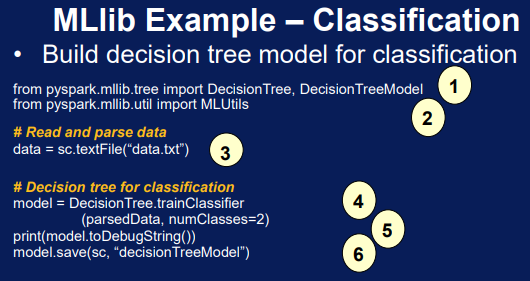 MLlib Example – Classification
• Build decision tree model for classification
from pyspark.mllib.tree import DecisionTree, DecisionTreeModel 1
from pyspark.mllib.util import MLUtils 2
# Read and parse data
data = sc.textFile(“data.txt”) 3
# Decision tree for classification
model = DecisionTree.trainClassifier 4
(parsedData, numClasses=2)
print(model.toDebugString()) 5
model.save(sc, “decisionTreeModel”) 6